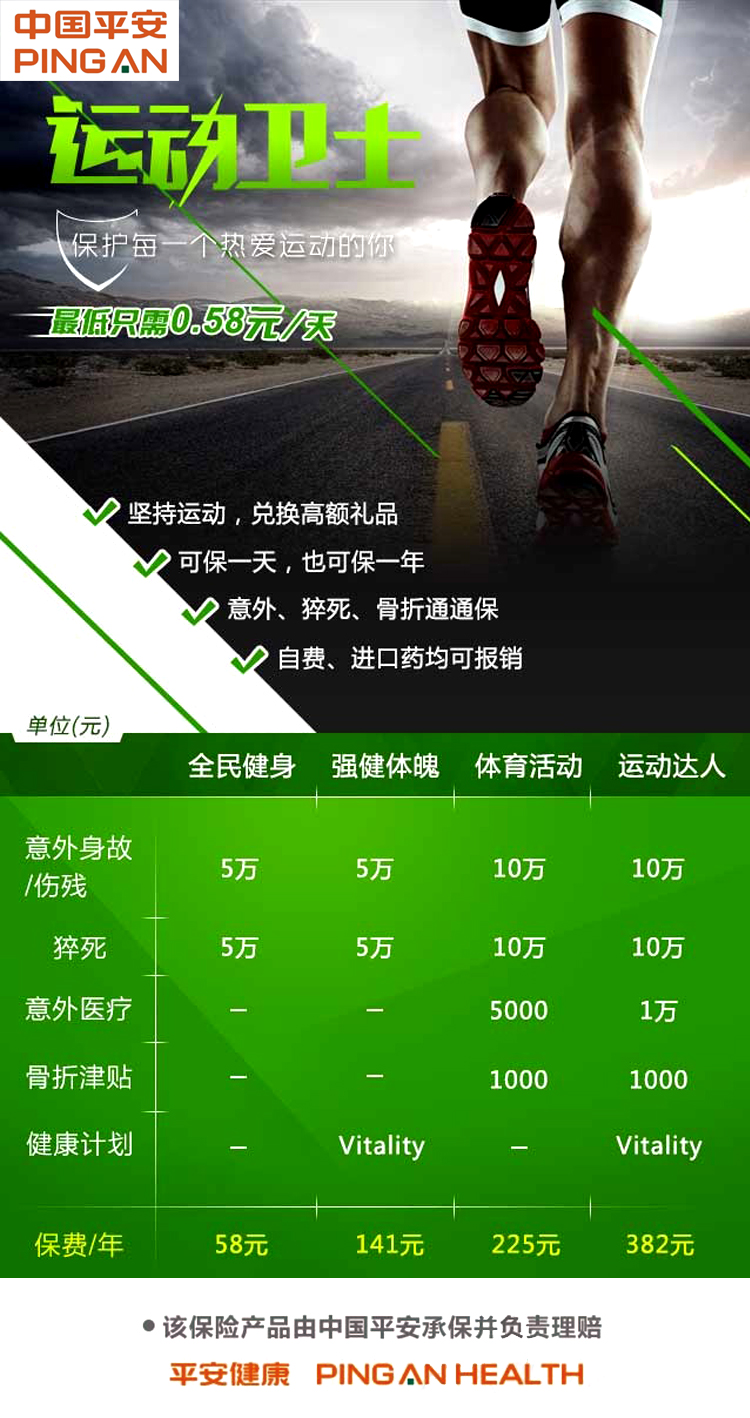 中国平安
PING AN
运动卫士
保护每一个热爱运动的你
最低只需0.58元/天
坚持运动，兑换高额礼品
可保一天，也可保一年
意外、猝死、骨折通通保
自费、进口药均可报销
单位(元)
全民健身 强健体魄 体育活动 运动达人
意外身故
/伤残 5万 5万 10万 10万
猝死 5万 5万 10万 10万
意外医疗 — — 5000 1万
骨折津贴 — — 1000 1000
健康计划 — Vitality — Vitality
保费/年 58元 141元 225元 382元
•该保险产品由中国平安承保并负责理赔
平安健康 PING AN HEALTH